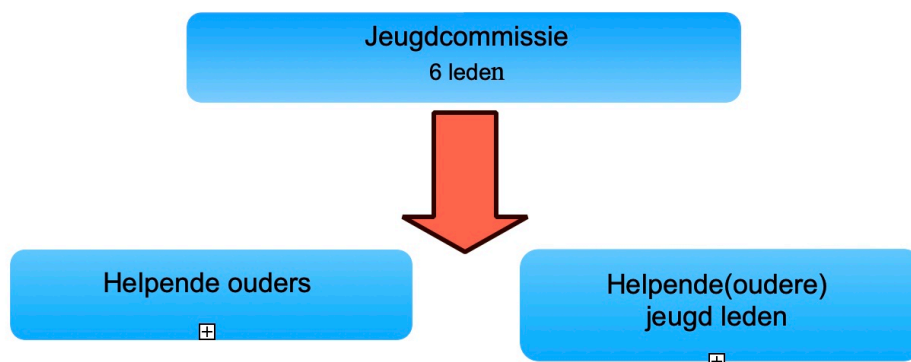 Jeugdcommissie
6 leden
Helpende ouders
Helpende(oudere)
jeugd leden